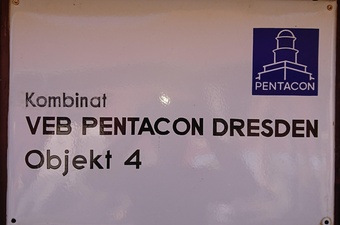 PENTACON
Kombinat
VEB PENTACON DRESDEN
Objekt 4